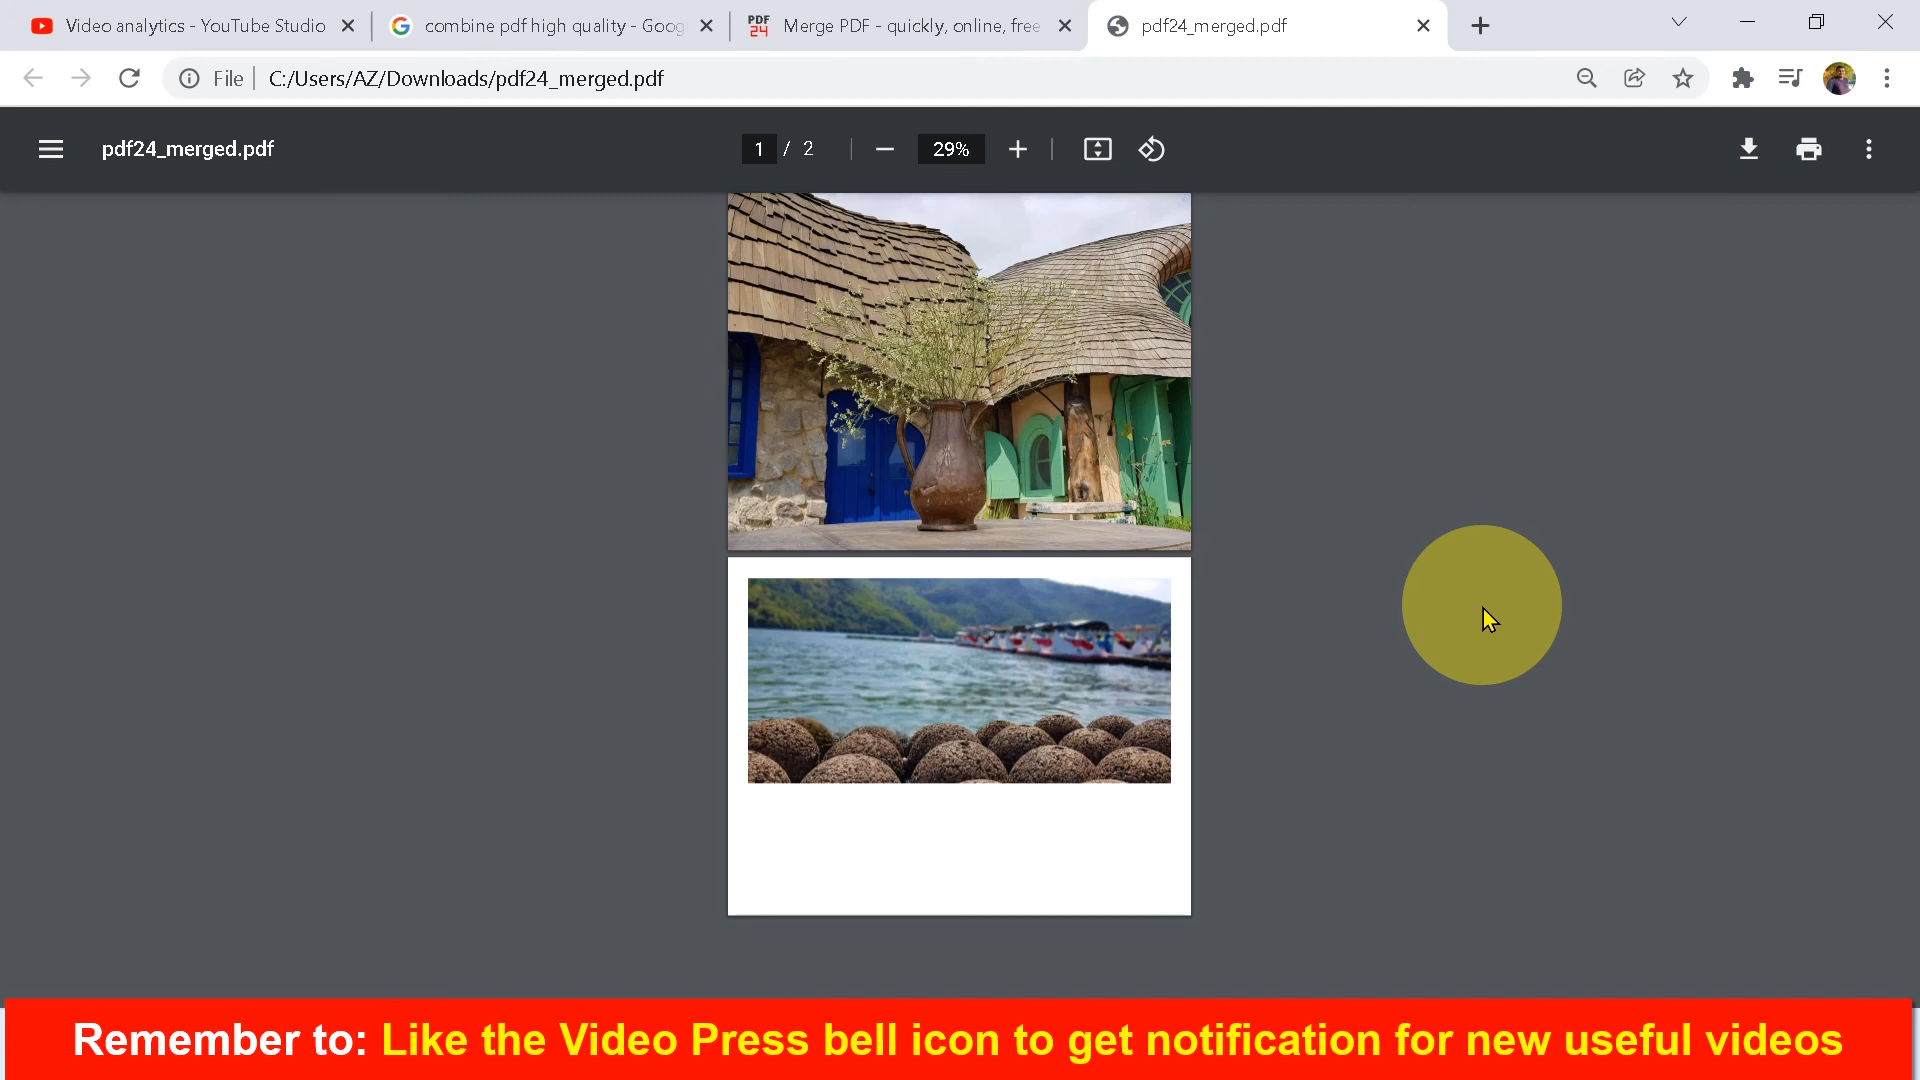 Video analytics - YouTube Studio
combine pdf high quality - Goog
PDF 24
Merge PDF - quickly, online, free
pdf24_merged.pdf
File
C:/Users/AZ/Downloads/pdf24_merged.pdf
pdf24_merged.pdf
1 / 2
29%
Remember to: Like the Video Press bell icon to get notification for new useful videos